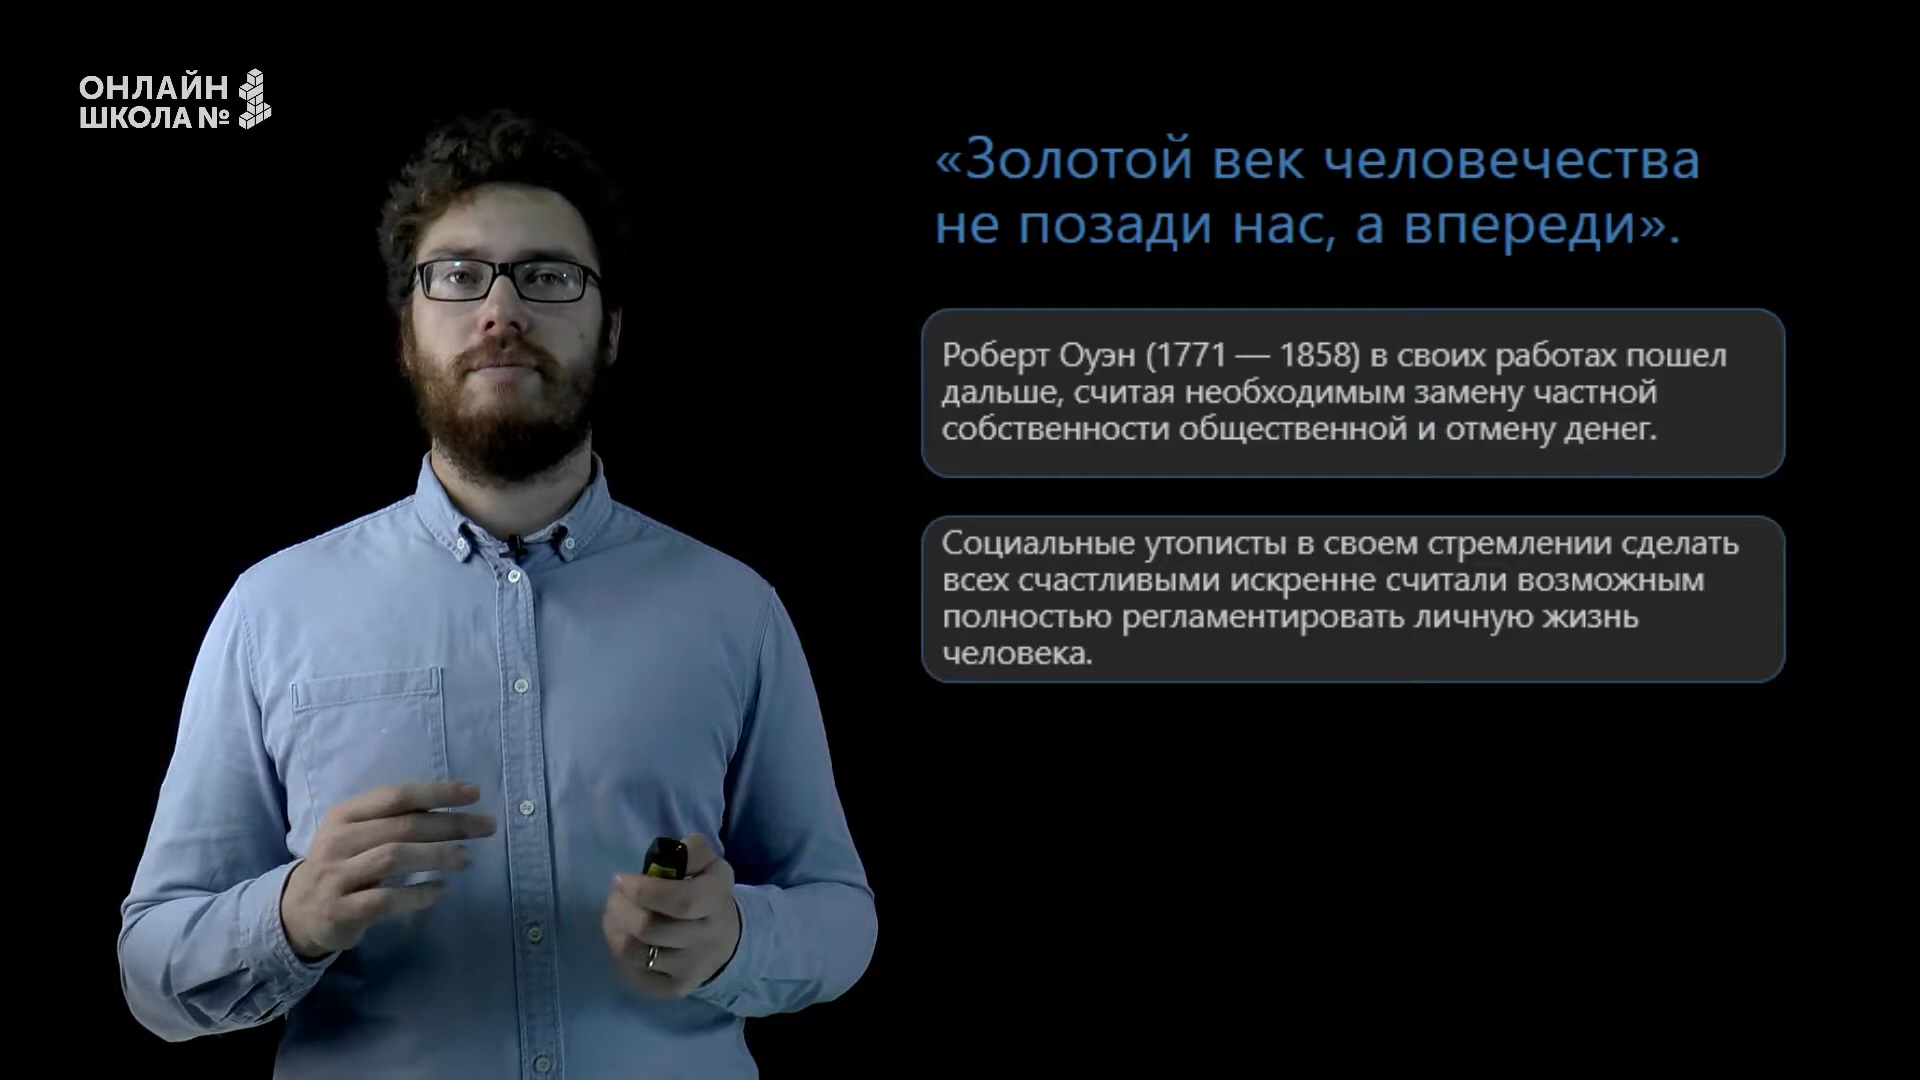 ОНЛАЙН
ШКОЛА №
«Золотой век человечества
не позади нас, а впереди».
Роберт Оуэн (1771 — 1858) в своих работах пошел
дальше, считая необходимым замену частной
собственности общественной и отмену денег.
Социальные утописты в своем стремлении сделать
всех счастливыми искренне считали возможным
полностью регламентировать личную жизнь
человека.